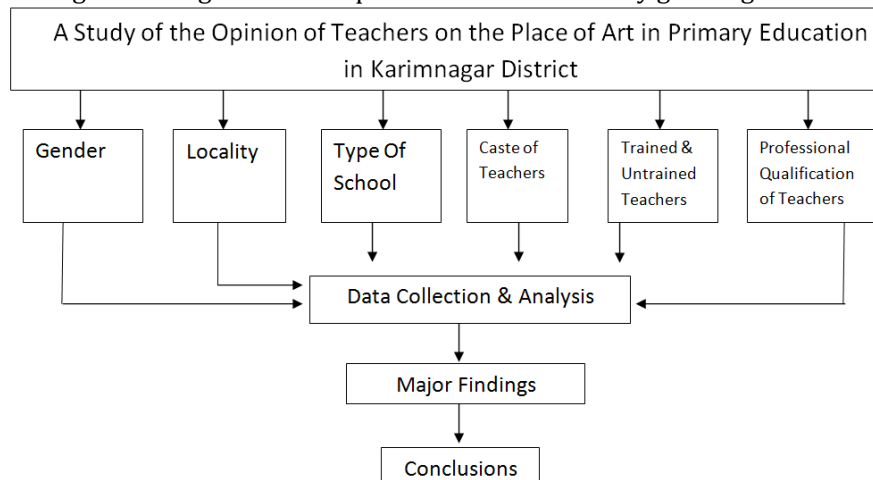 A Study of the Opinion of Teachers on the Place of Art in Primary Education
in Karimnagar District
Gender
Locality
Type Of
School
Caste of
Teachers
Trained &
Untrained
Teachers
Professional
Qualification
of Teachers
Data Collection & Analysis
Major Findings
Conclusions